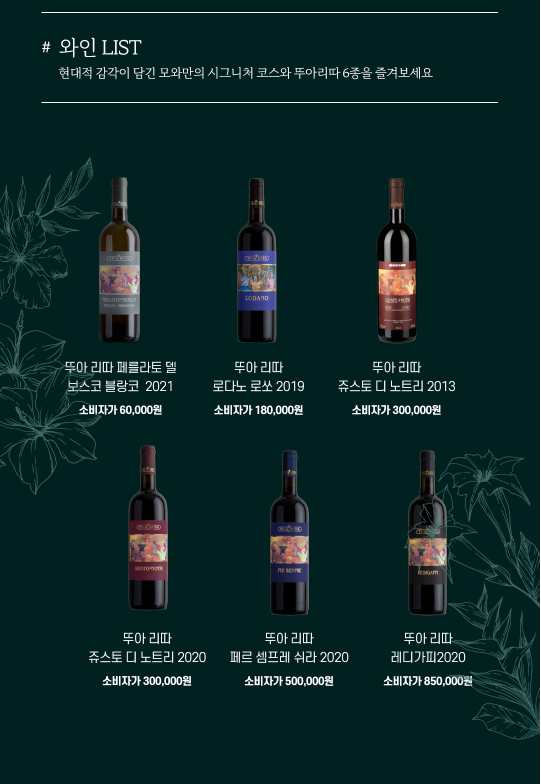 # 와인 LIST
현대적 감각이 담긴 모와만의 시그니처 코스와 뚜아리따 6종을 즐겨보세요
LODANO
뚜아 리따 페를라토 델
보스코 블랑코 2021
소비자가 60,000원
뚜아 리따
로다노 로쏘 2019
소비자가 180,000원
뚜아 리따
쥬스토 디 노트리 2013
소비자가 300,000원
PER SEMPRE
REDIGAFFI
뚜아 리따
쥬스토 디 노트리 2020
소비자가 300,000원
뚜아 리따
페르 셈프레 쉬라 2020
소비자가 500,000원
뚜아 리따
레디가피2020
소비자가 850,000원